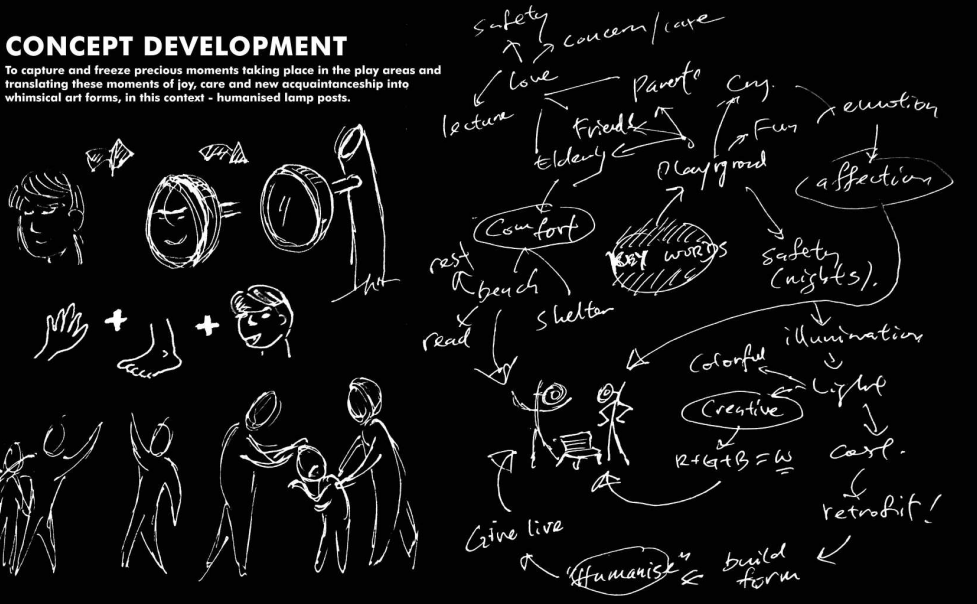 CONCEPT DEVELOPMENT
To capture and freeze precious moments taking place in the play areas and
translating these moments of joy, care and new acquaintanceship into
whimsical art forms, in this context - humanised lamp posts.
safety
concern/care
love
lecture
Parents
Cry.
emotion
Friends
Fun
Elderly
Playground
affection
Comfort
KEY WORDS
safety
(nights).
rest
bench
shelter
read
illumination
Colorful
Light
Creative
R+G+B=W
cost.
retrofit!
Give live
"Humanise"
build
form